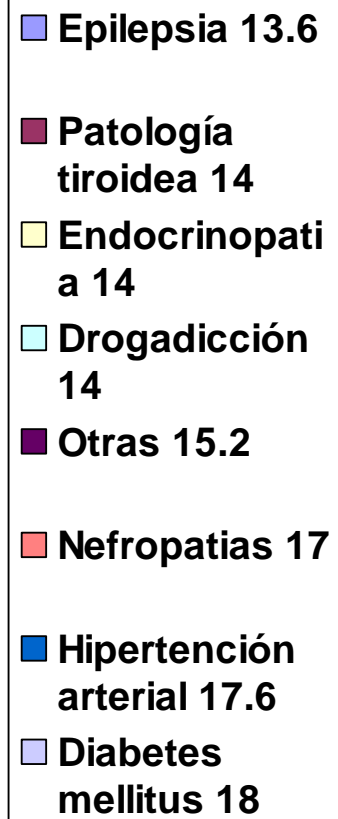 Epilepsia 13.6
Patología
tiroidea 14
Endocrinopati
a 14
Drogadicción
14
Otras 15.2
Nefropatias 17
Hipertención
arterial 17.6
Diabetes
mellitus 18